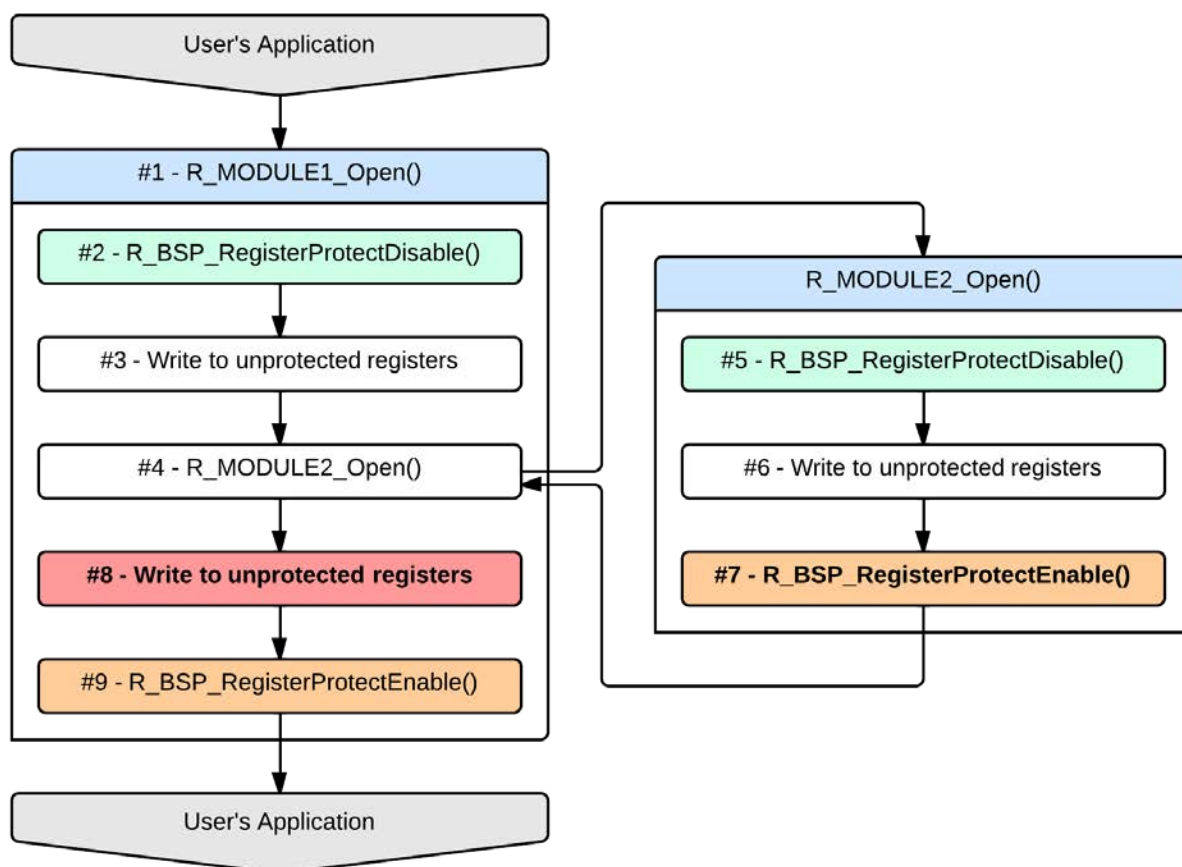 User's Application
#1 - R_MODULE1_Open()
#2 - R_BSP_RegisterProtectDisable()
#3 - Write to unprotected registers
#4 - R_MODULE2_Open()
#8 - Write to unprotected registers
#9 - R_BSP_RegisterProtectEnable()
R_MODULE2_Open()
#5 - R_BSP_RegisterProtectDisable()
#6 - Write to unprotected registers
#7 - R_BSP_RegisterProtectEnable()
User's Application